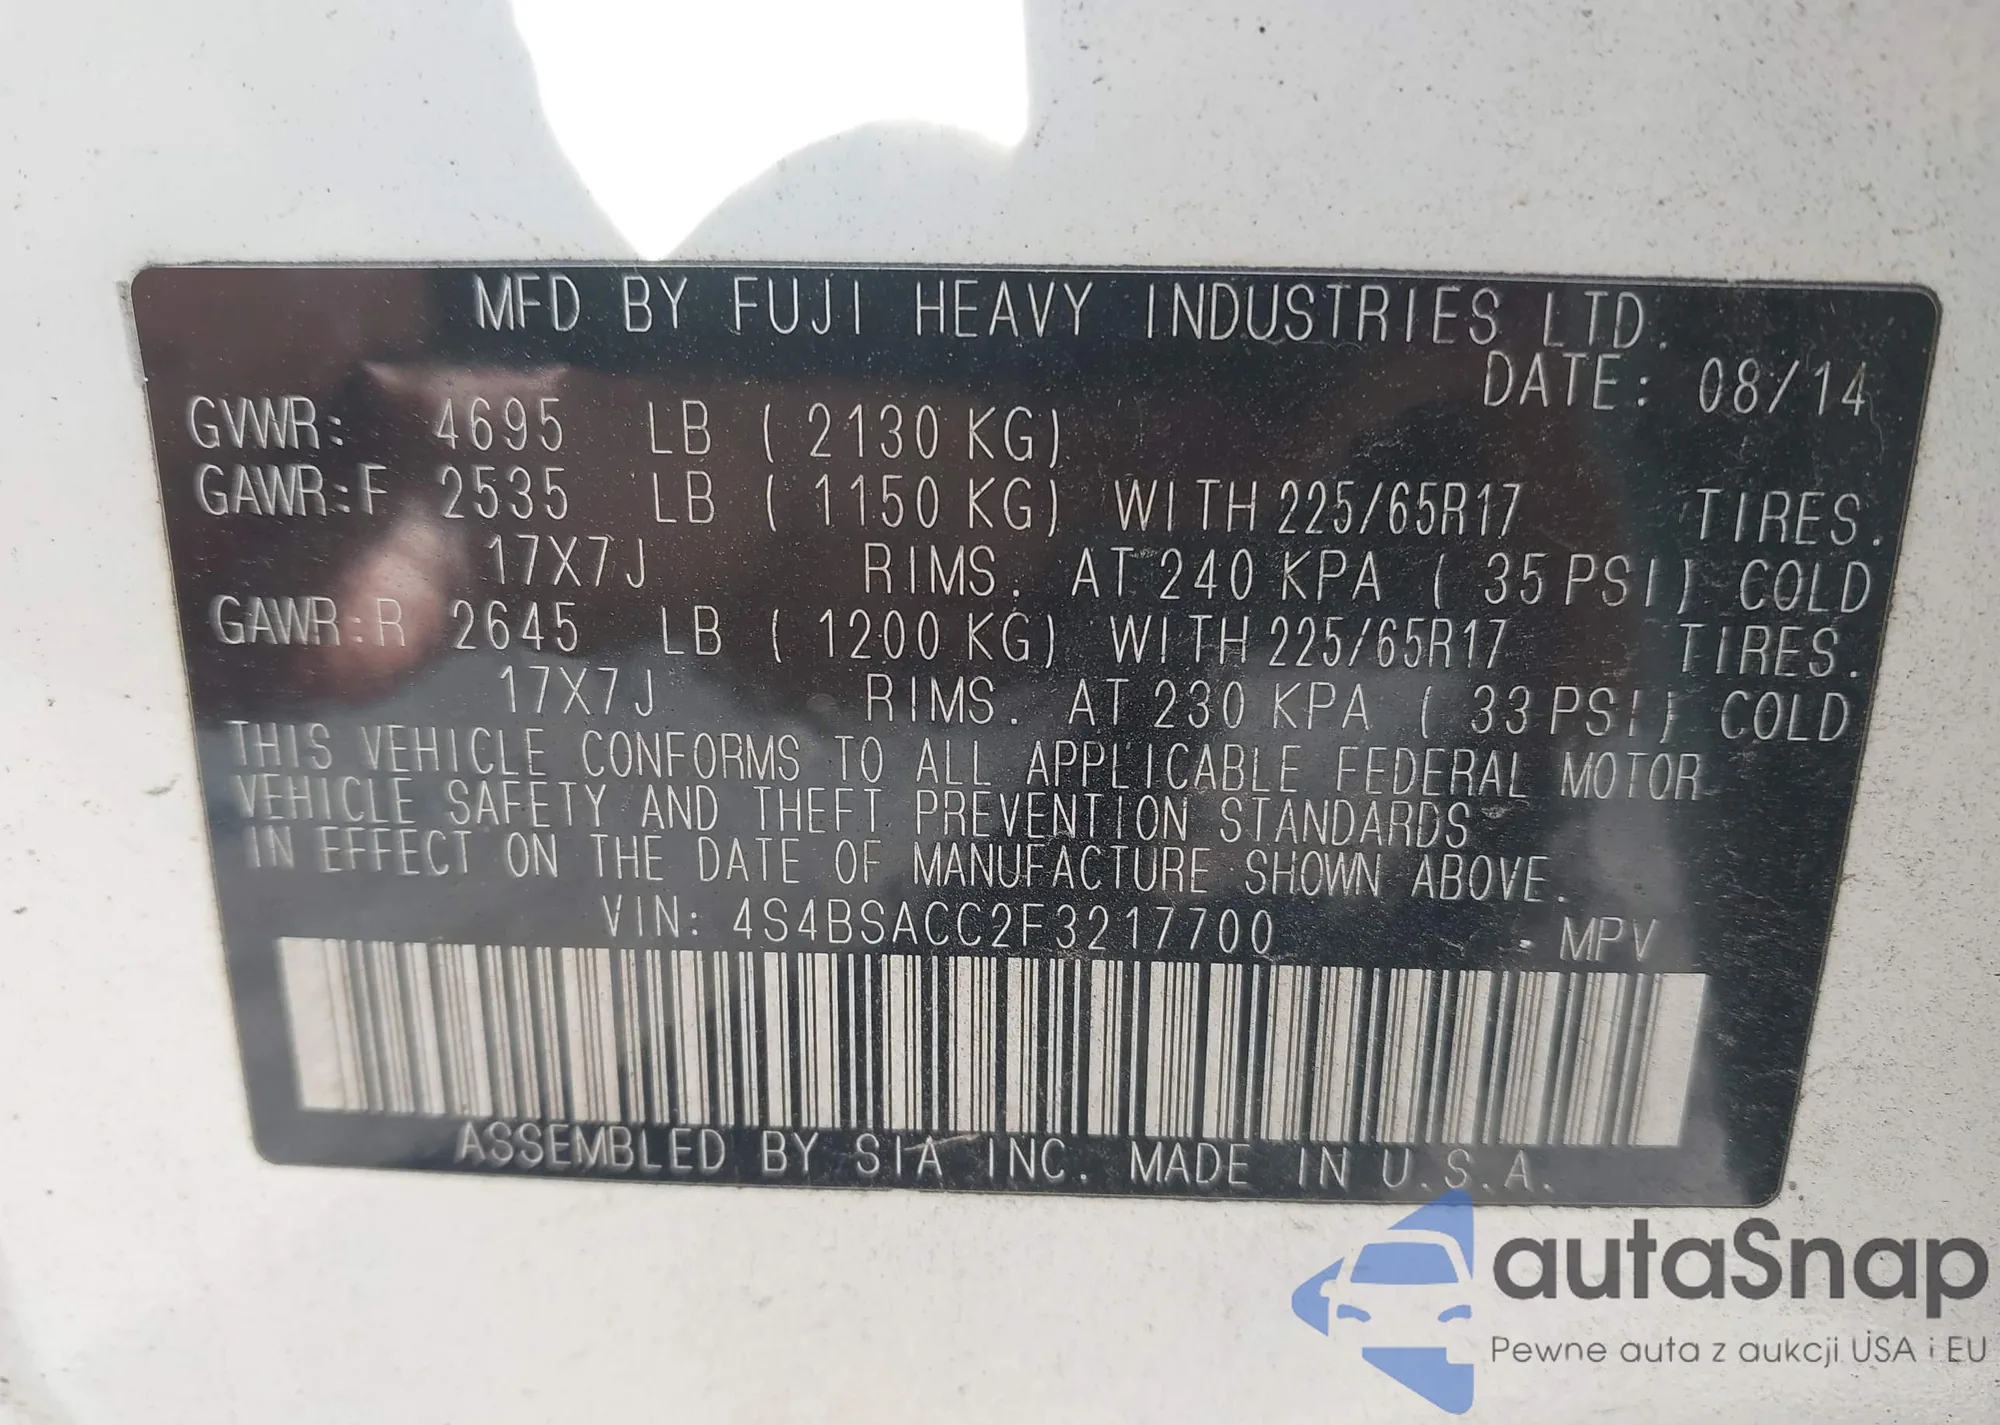 MFD BY FUJI HEAVY INDUSTRIES LTD.
DATE: 08/14
GVWR: 4695 LB ( 2130 KG)
GAWR:F 2535 LB ( 1150 KG) WITH 225/65R17 TIRES.
17X7J RIMS. AT 240 KPA ( 35 PSI) COLD
GAWR:R 2645 LB ( 1200 KG) WITH 225/65R17 TIRES.
17X7J RIMS. AT 230 KPA ( 33 PSI) COLD
THIS VEHICLE CONFORMS TO ALL APPLICABLE FEDERAL MOTOR
VEHICLE SAFETY AND THEFT PREVENTION STANDARDS
IN EFFECT ON THE DATE OF MANUFACTURE SHOWN ABOVE.
VIN: 4S4BSACC2F3217700 MPV
ASSEMBLED BY SIA INC. MADE IN U.S.A.
autaSnap
Pewne auta z aukcji USA i EU